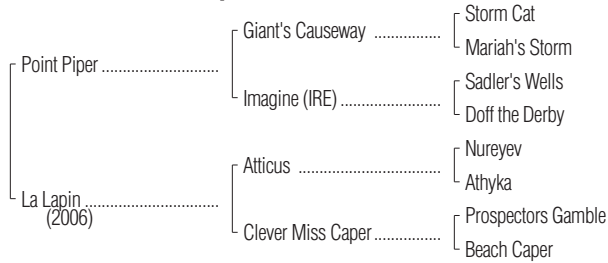 Storm Cat
Giant's Causeway ..................
Mariah's Storm
Point Piper ...........................
Sadler's Wells
Imagine (IRE) .......................
Doff the Derby
Nureyev
Atticus .................................
Athyka
La Lapin ...............................
(2006)
Prospectors Gamble
Clever Miss Caper ...............
Beach Caper